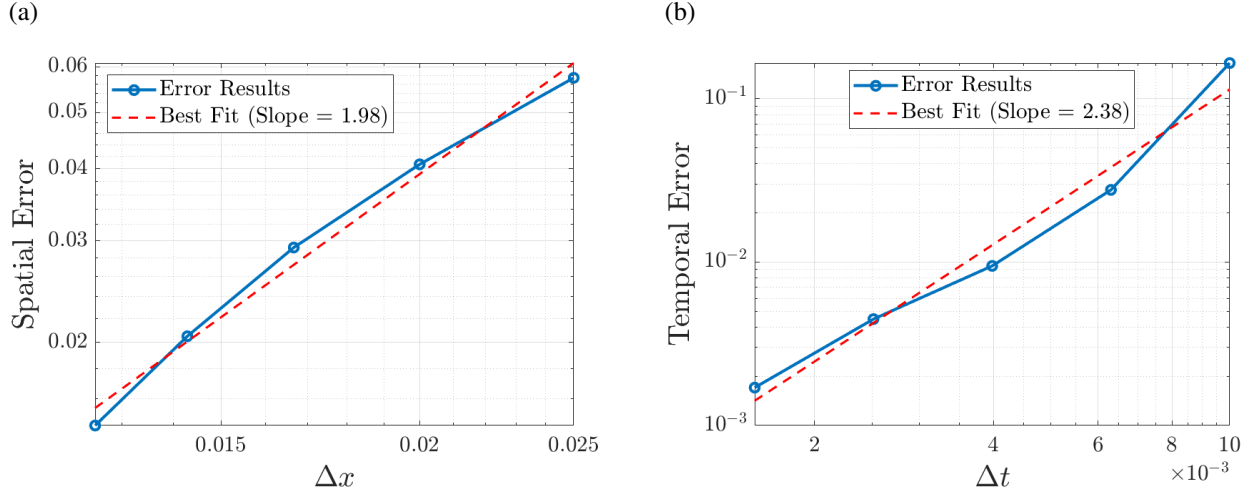 (a)
Spatial Error
0.06
0.05
0.04
0.03
0.02
Error Results
Best Fit (Slope = 1.98)
0.015
0.02
0.025
Δx
(b)
Temporal Error
10⁻¹
10⁻²
10⁻³
Error Results
Best Fit (Slope = 2.38)
2
4
6
8
10
×10⁻³
Δt